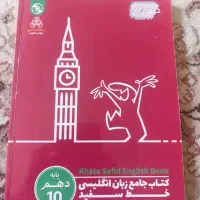 Khate Sefid English Book
کتاب جامع زبان انگلیسی
خط سفید
پایه
دهم
10